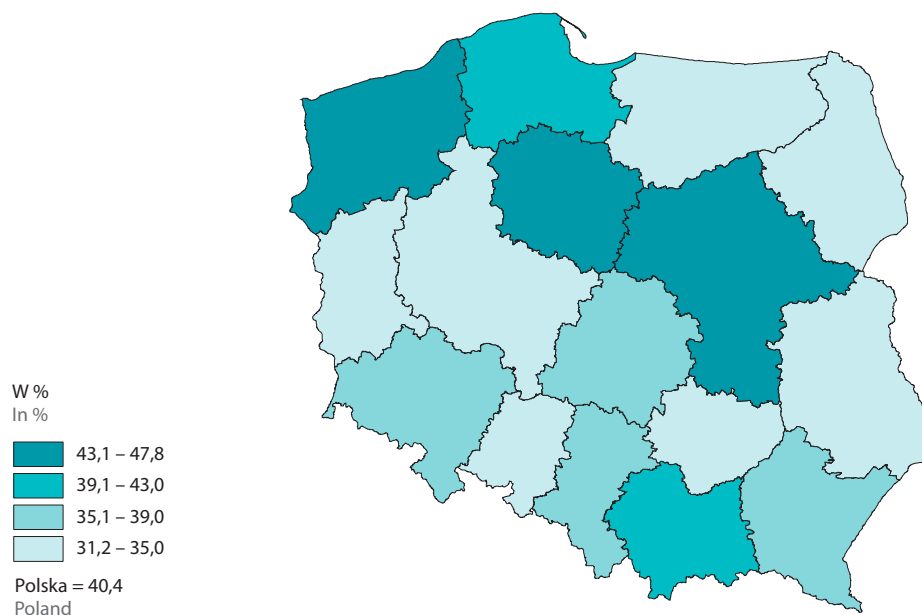 W %
In %
43,1 – 47,8
39,1 – 43,0
35,1 – 39,0
31,2 – 35,0
Polska = 40,4
Poland